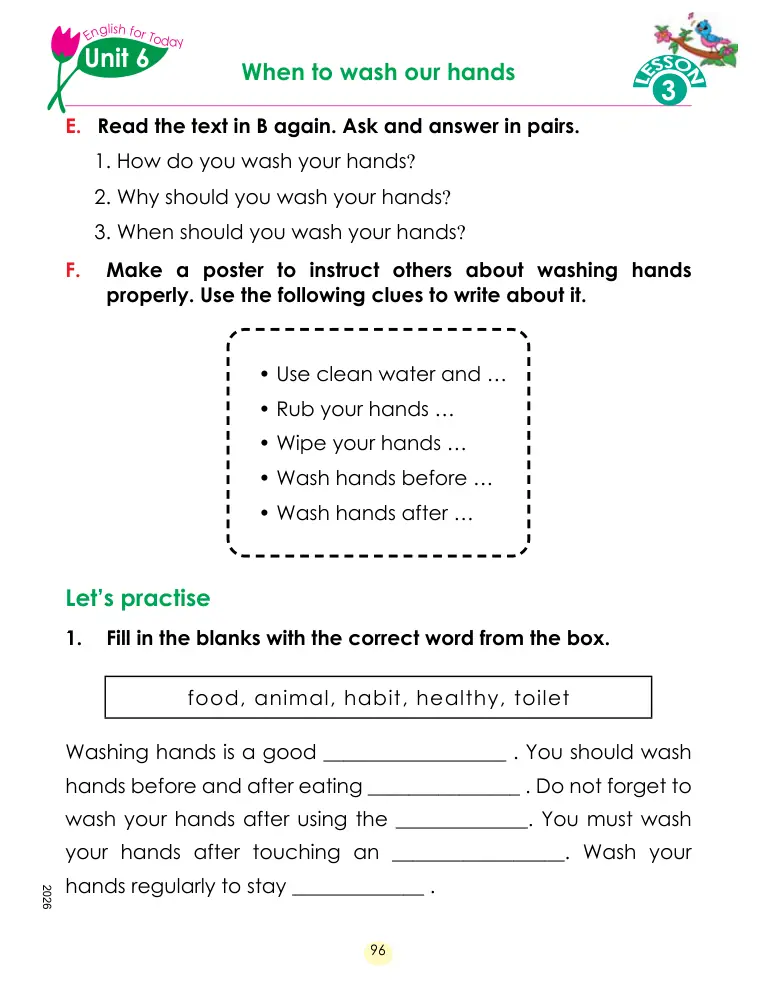 English for Today
Unit 6
When to wash our hands
LESSON
3
E. Read the text in B again. Ask and answer in pairs.
1. How do you wash your hands?
2. Why should you wash your hands?
3. When should you wash your hands?
F. Make a poster to instruct others about washing hands
properly. Use the following clues to write about it.
• Use clean water and …
• Rub your hands …
• Wipe your hands …
• Wash hands before …
• Wash hands after …
Let’s practise
1. Fill in the blanks with the correct word from the box.
food, animal, habit, healthy, toilet
Washing hands is a good __________________ . You should wash
hands before and after eating _______________ . Do not forget to
wash your hands after using the _____________. You must wash
your hands after touching an _________________. Wash your
hands regularly to stay _____________ .
2026
96